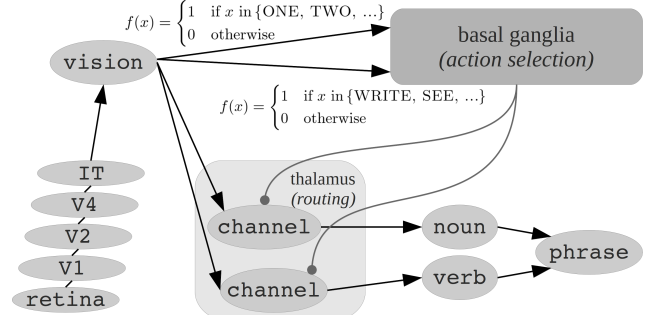 f(x) = {1 if x in {ONE, TWO, ...}
0 otherwise
basal ganglia
(action selection)
vision
f(x) = {1 if x in {WRITE, SEE, ...}
0 otherwise
IT
V4
V2
V1
retina
thalamus
(routing)
channel
channel
noun
verb
phrase